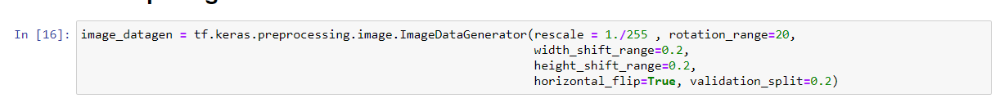 In [16]: image_datagen = tf.keras.preprocessing.image.ImageDataGenerator(rescale = 1./255 , rotation_range=20,
width_shift_range=0.2,
height_shift_range=0.2,
horizontal_flip=True, validation_split=0.2)